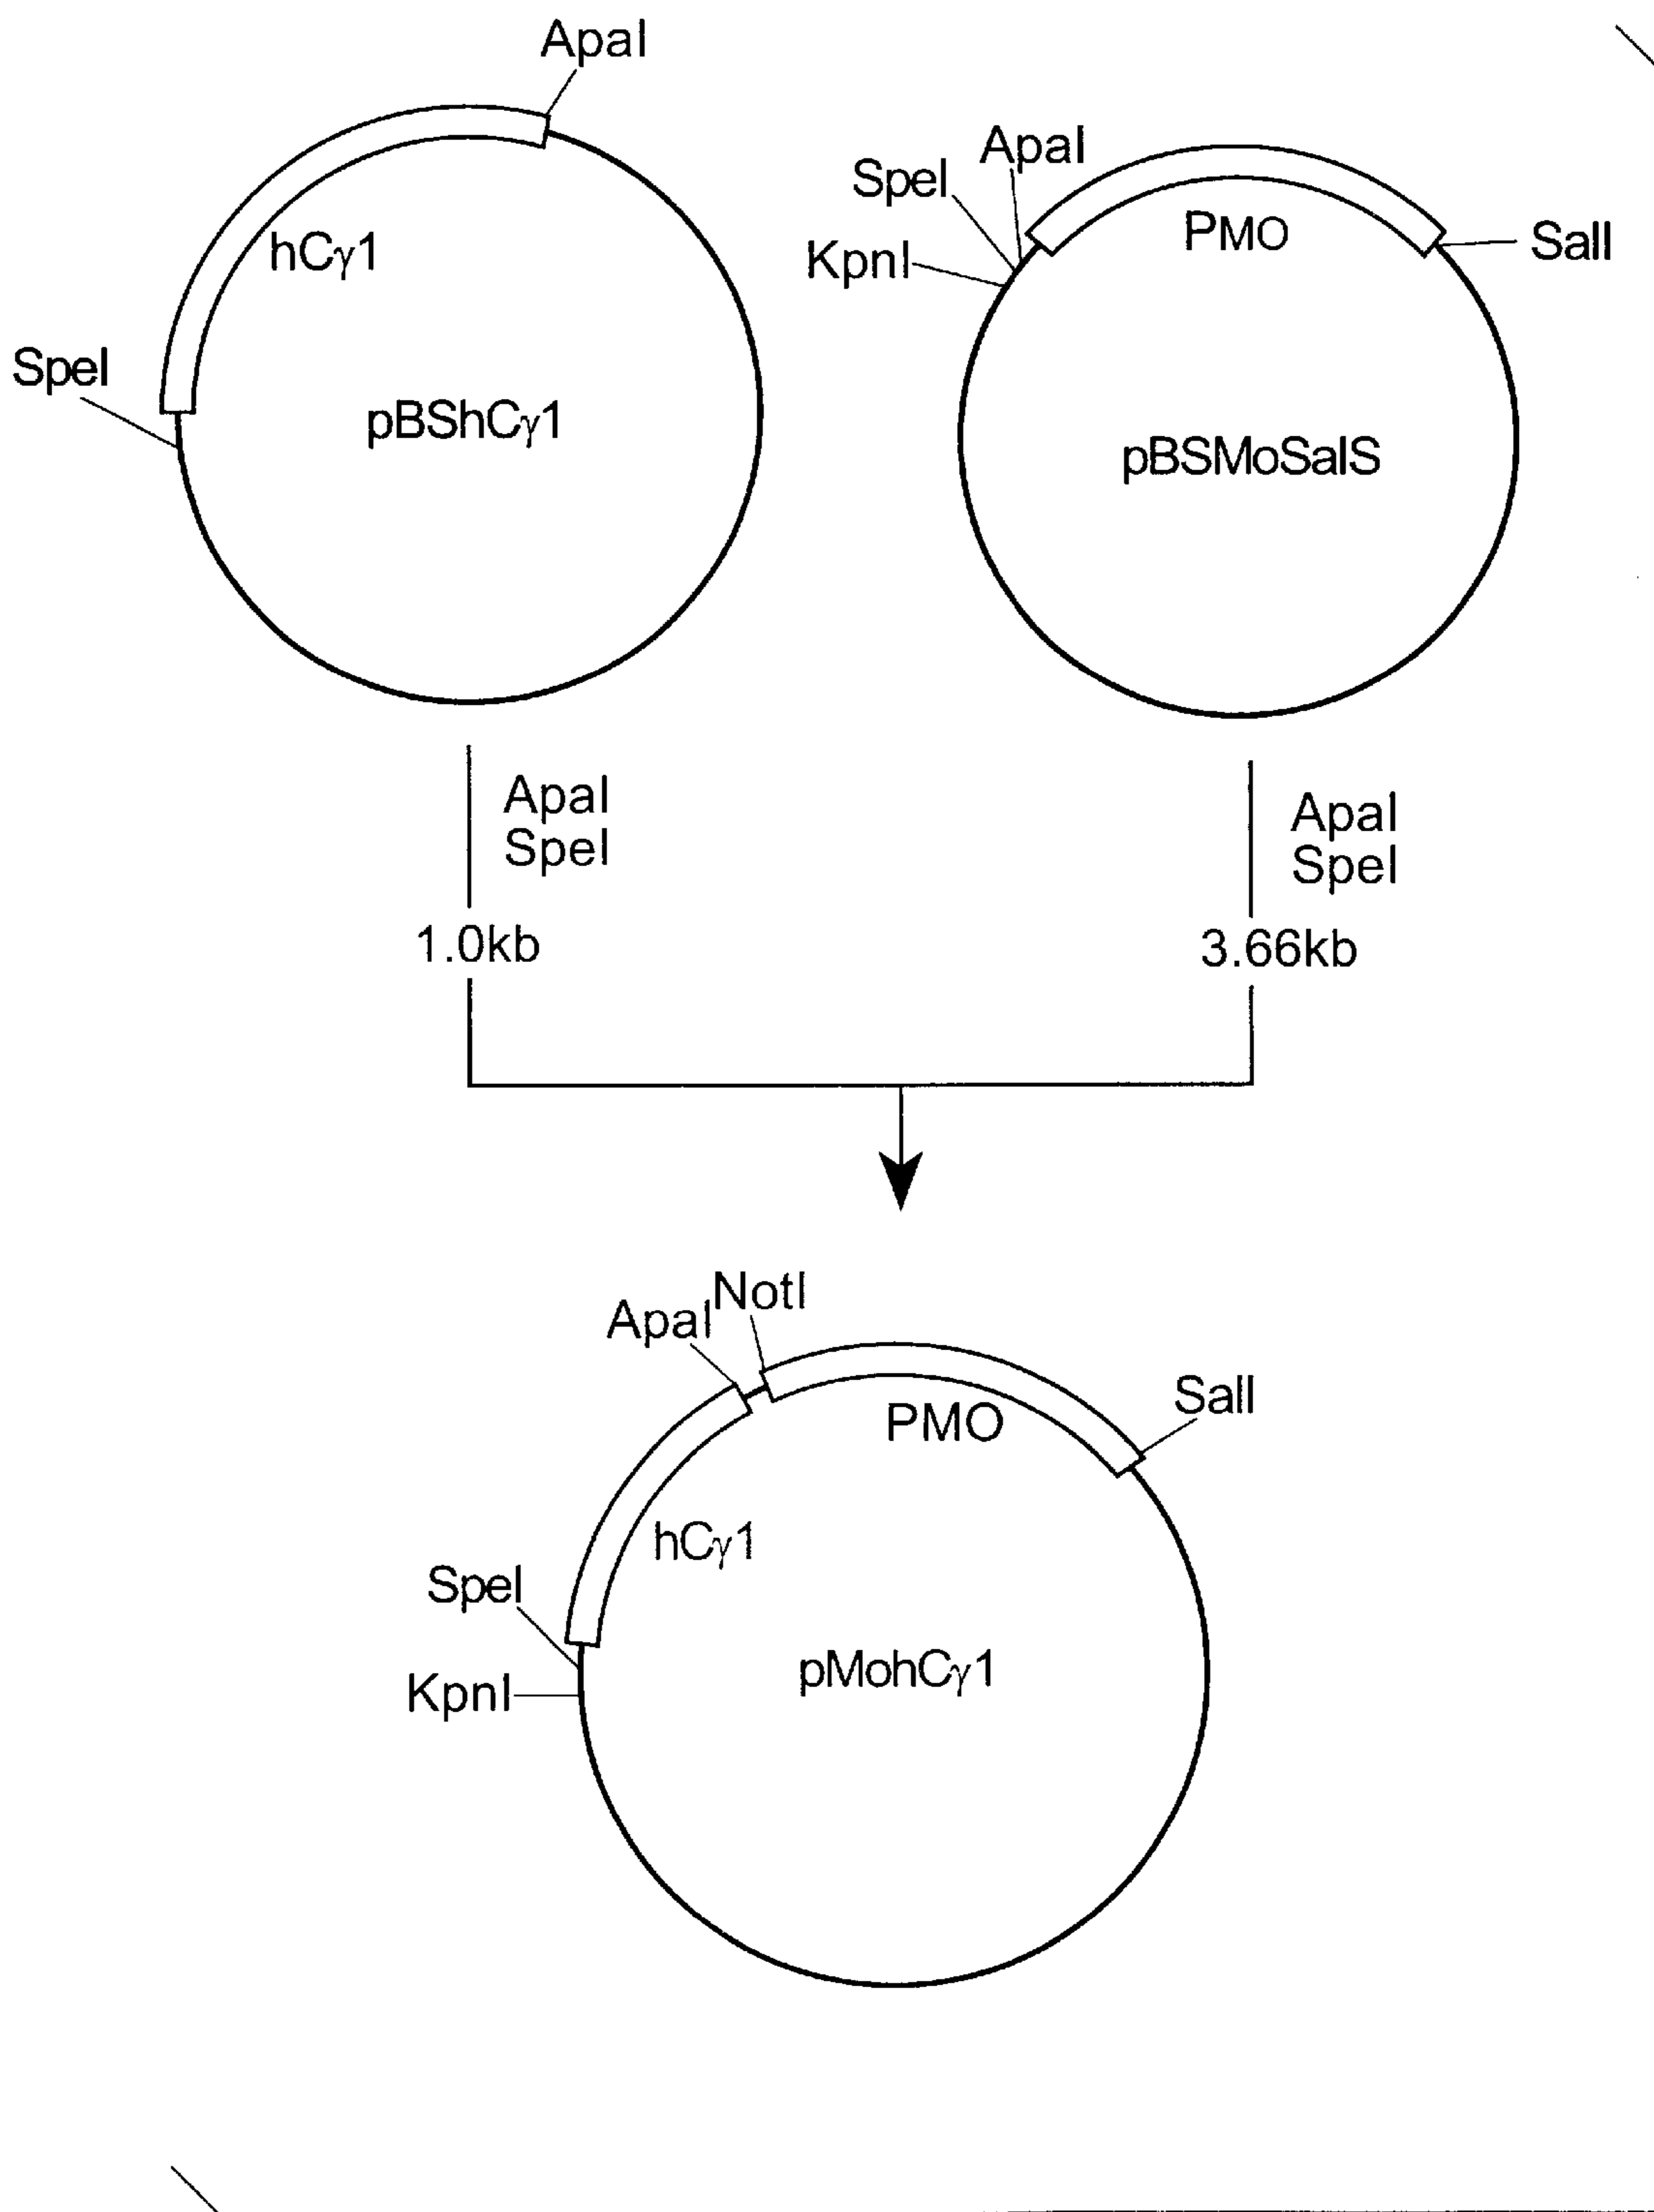 ApaI
hCγ1
SpeI
pBShCγ1
ApaI
SpeI
KpnI
PMO
SalI
pBSMoSalS
ApaI
SpeI
1.0kb
ApaI
SpeI
3.66kb
NotI
ApaI
SalI
PMO
hCγ1
SpeI
KpnI
pMohCγ1